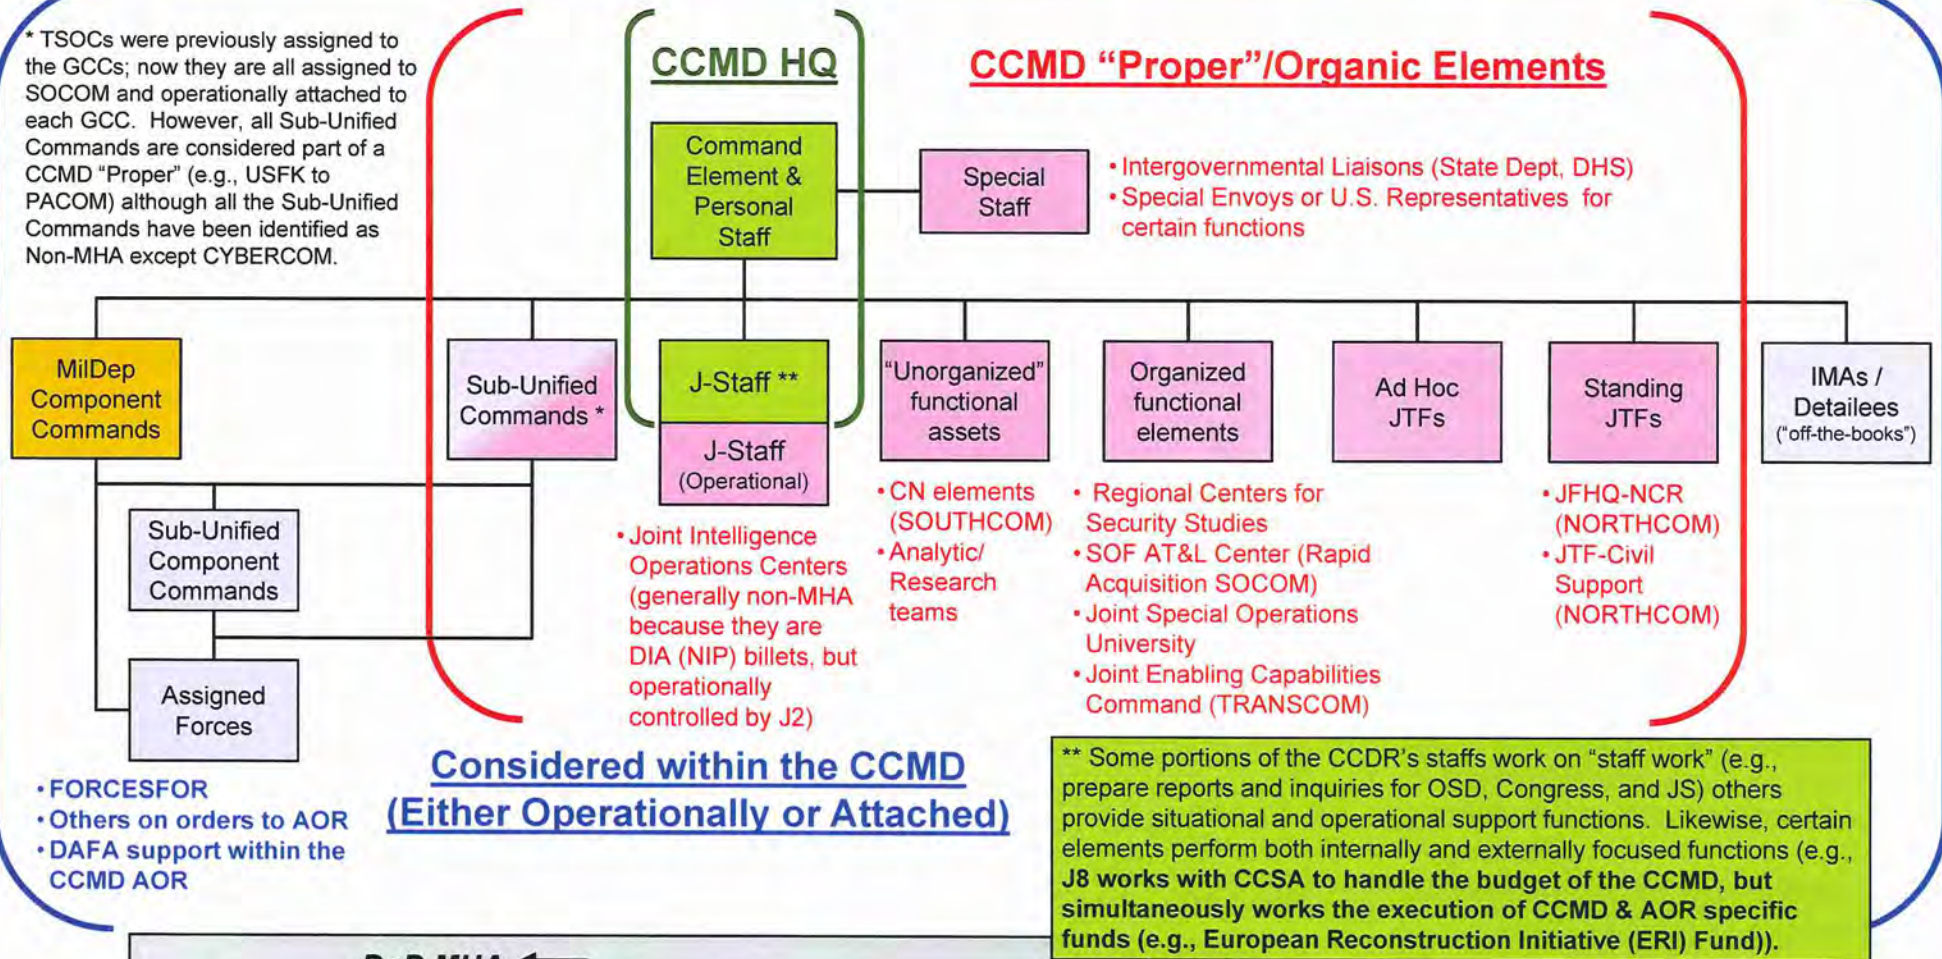 * TSOCs were previously assigned to
the GCCs; now they are all assigned to
SOCOM and operationally attached to
each GCC. However, all Sub-Unified
Commands are considered part of a
CCMD “Proper” (e.g., USFK to
PACOM) although all the Sub-Unified
Commands have been identified as
Non-MHA except CYBERCOM.
CCMD HQ
CCMD “Proper”/Organic Elements
Command
Element &
Personal
Staff
Special
Staff
• Intergovernmental Liaisons (State Dept, DHS)
• Special Envoys or U.S. Representatives for
certain functions
MilDep
Component
Commands
Sub-Unified
Commands *
J-Staff **
J-Staff
(Operational)
“Unorganized”
functional
assets
Organized
functional
elements
Ad Hoc
JTFs
Standing
JTFs
IMAs /
Detailees
(“off-the-books”)
Sub-Unified
Component
Commands
Assigned
Forces
• Joint Intelligence
Operations Centers
(generally non-MHA
because they are
DIA (NIP) billets, but
operationally
controlled by J2)
• CN elements
(SOUTHCOM)
• Analytic/
Research
teams
• Regional Centers for
Security Studies
• SOF AT&L Center (Rapid
Acquisition SOCOM)
• Joint Special Operations
University
• Joint Enabling Capabilities
Command (TRANSCOM)
• JFHQ-NCR
(NORTHCOM)
• JTF-Civil
Support
(NORTHCOM)
• FORCESFOR
• Others on orders to AOR
• DAFA support within the
CCMD AOR
Considered within the CCMD
(Either Operationally or Attached)
** Some portions of the CCDR’s staffs work on “staff work” (e.g.,
prepare reports and inquiries for OSD, Congress, and JS) others
provide situational and operational support functions. Likewise, certain
elements perform both internally and externally focused functions (e.g.,
J8 works with CCSA to handle the budget of the CCMD, but
simultaneously works the execution of CCMD & AOR specific
funds (e.g., European Reconstruction Initiative (ERI) Fund)).